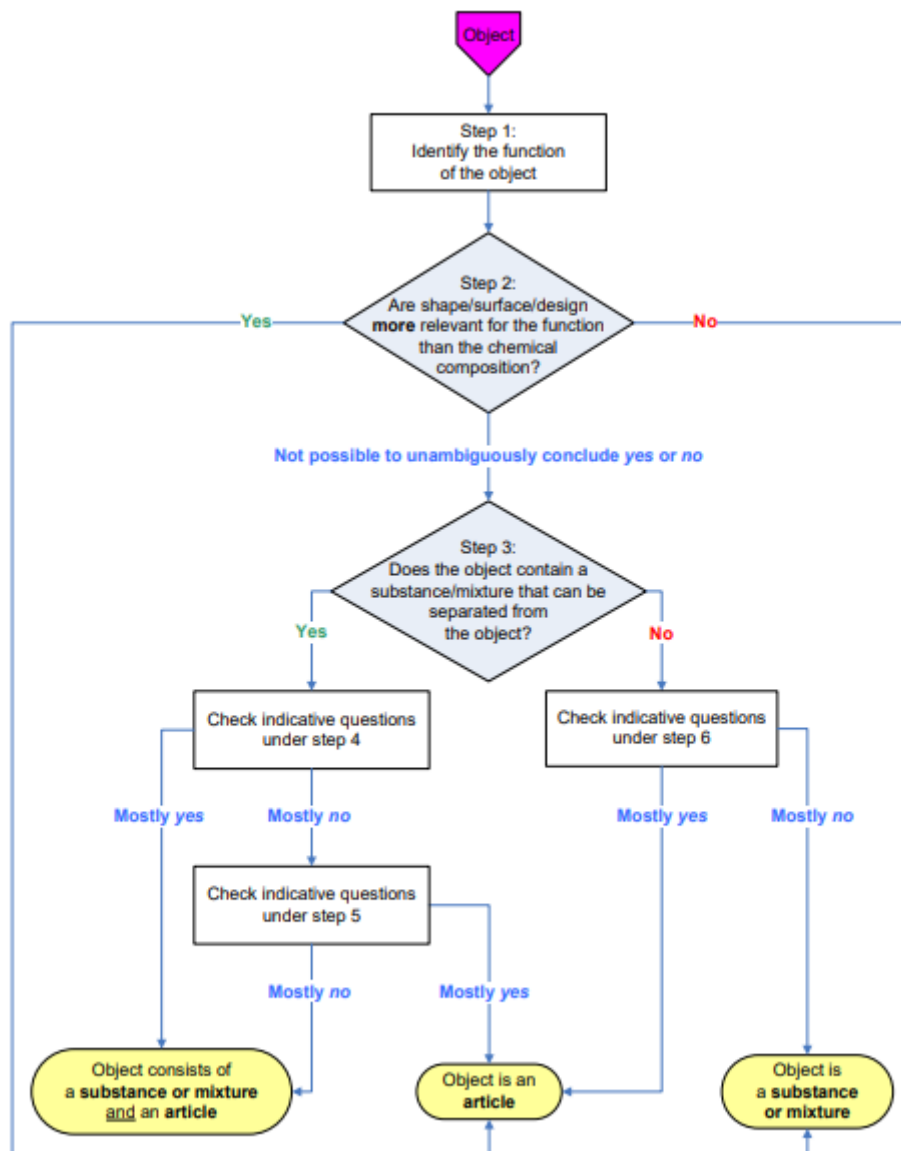 Object
Step 1:
Identify the function
of the object
Step 2:
Are shape/surface/design
more relevant for the function
than the chemical
composition?
Yes
No
Not possible to unambiguously conclude yes or no
Step 3:
Does the object contain a
substance/mixture that can be
separated from
the object?
Yes
No
Check indicative questions
under step 4
Check indicative questions
under step 6
Mostly yes
Mostly no
Mostly yes
Mostly no
Check indicative questions
under step 5
Mostly no
Mostly yes
Object consists of
a substance or mixture
and an article
Object is an
article
Object is
a substance
or mixture